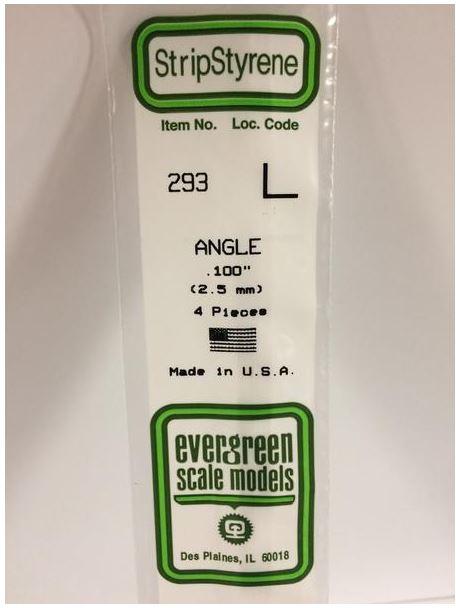 StripStyrene
Item No. Loc. Code
293 L
ANGLE
.100"
(2.5 mm)
4 Pieces
Made in U.S.A.
evergreen
scale models
Des Plaines, IL 60018